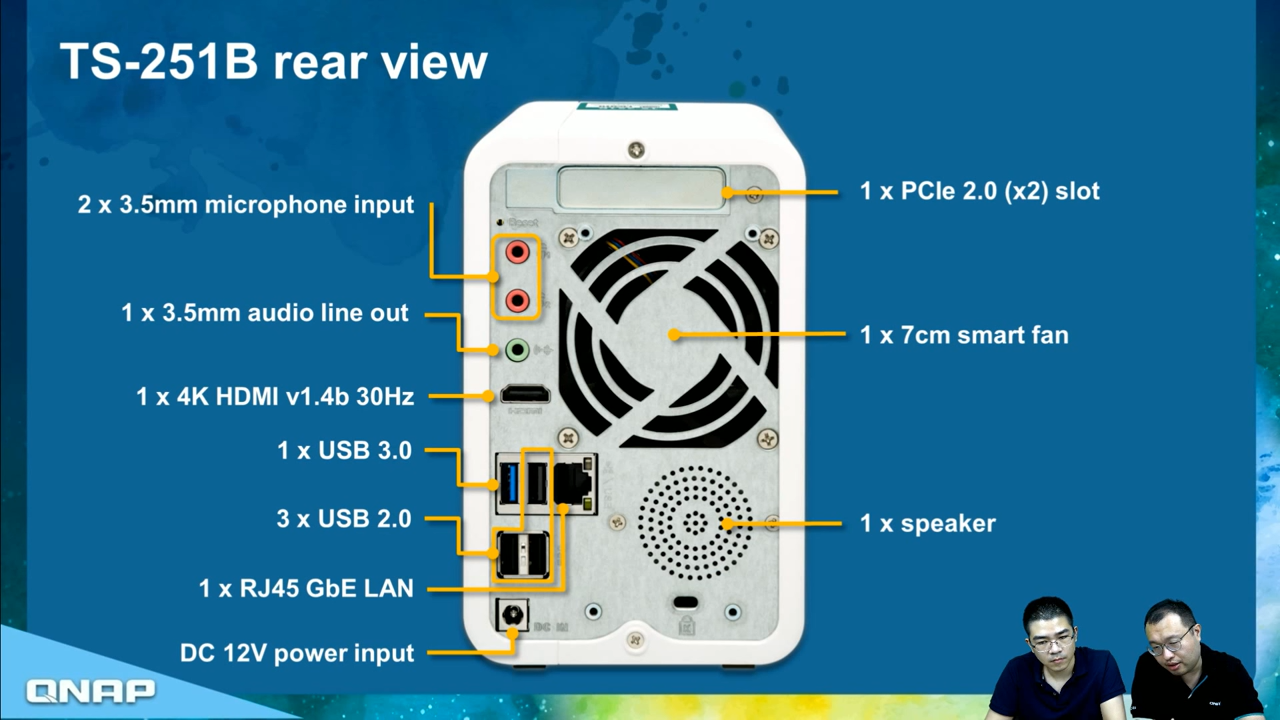 TS-251B rear view
2 x 3.5mm microphone input
1 x 3.5mm audio line out
1 x 4K HDMI v1.4b 30Hz
1 x USB 3.0
3 x USB 2.0
1 x RJ45 GbE LAN
DC 12V power input
1 x PCIe 2.0 (x2) slot
1 x 7cm smart fan
1 x speaker
DC IN
QNAP